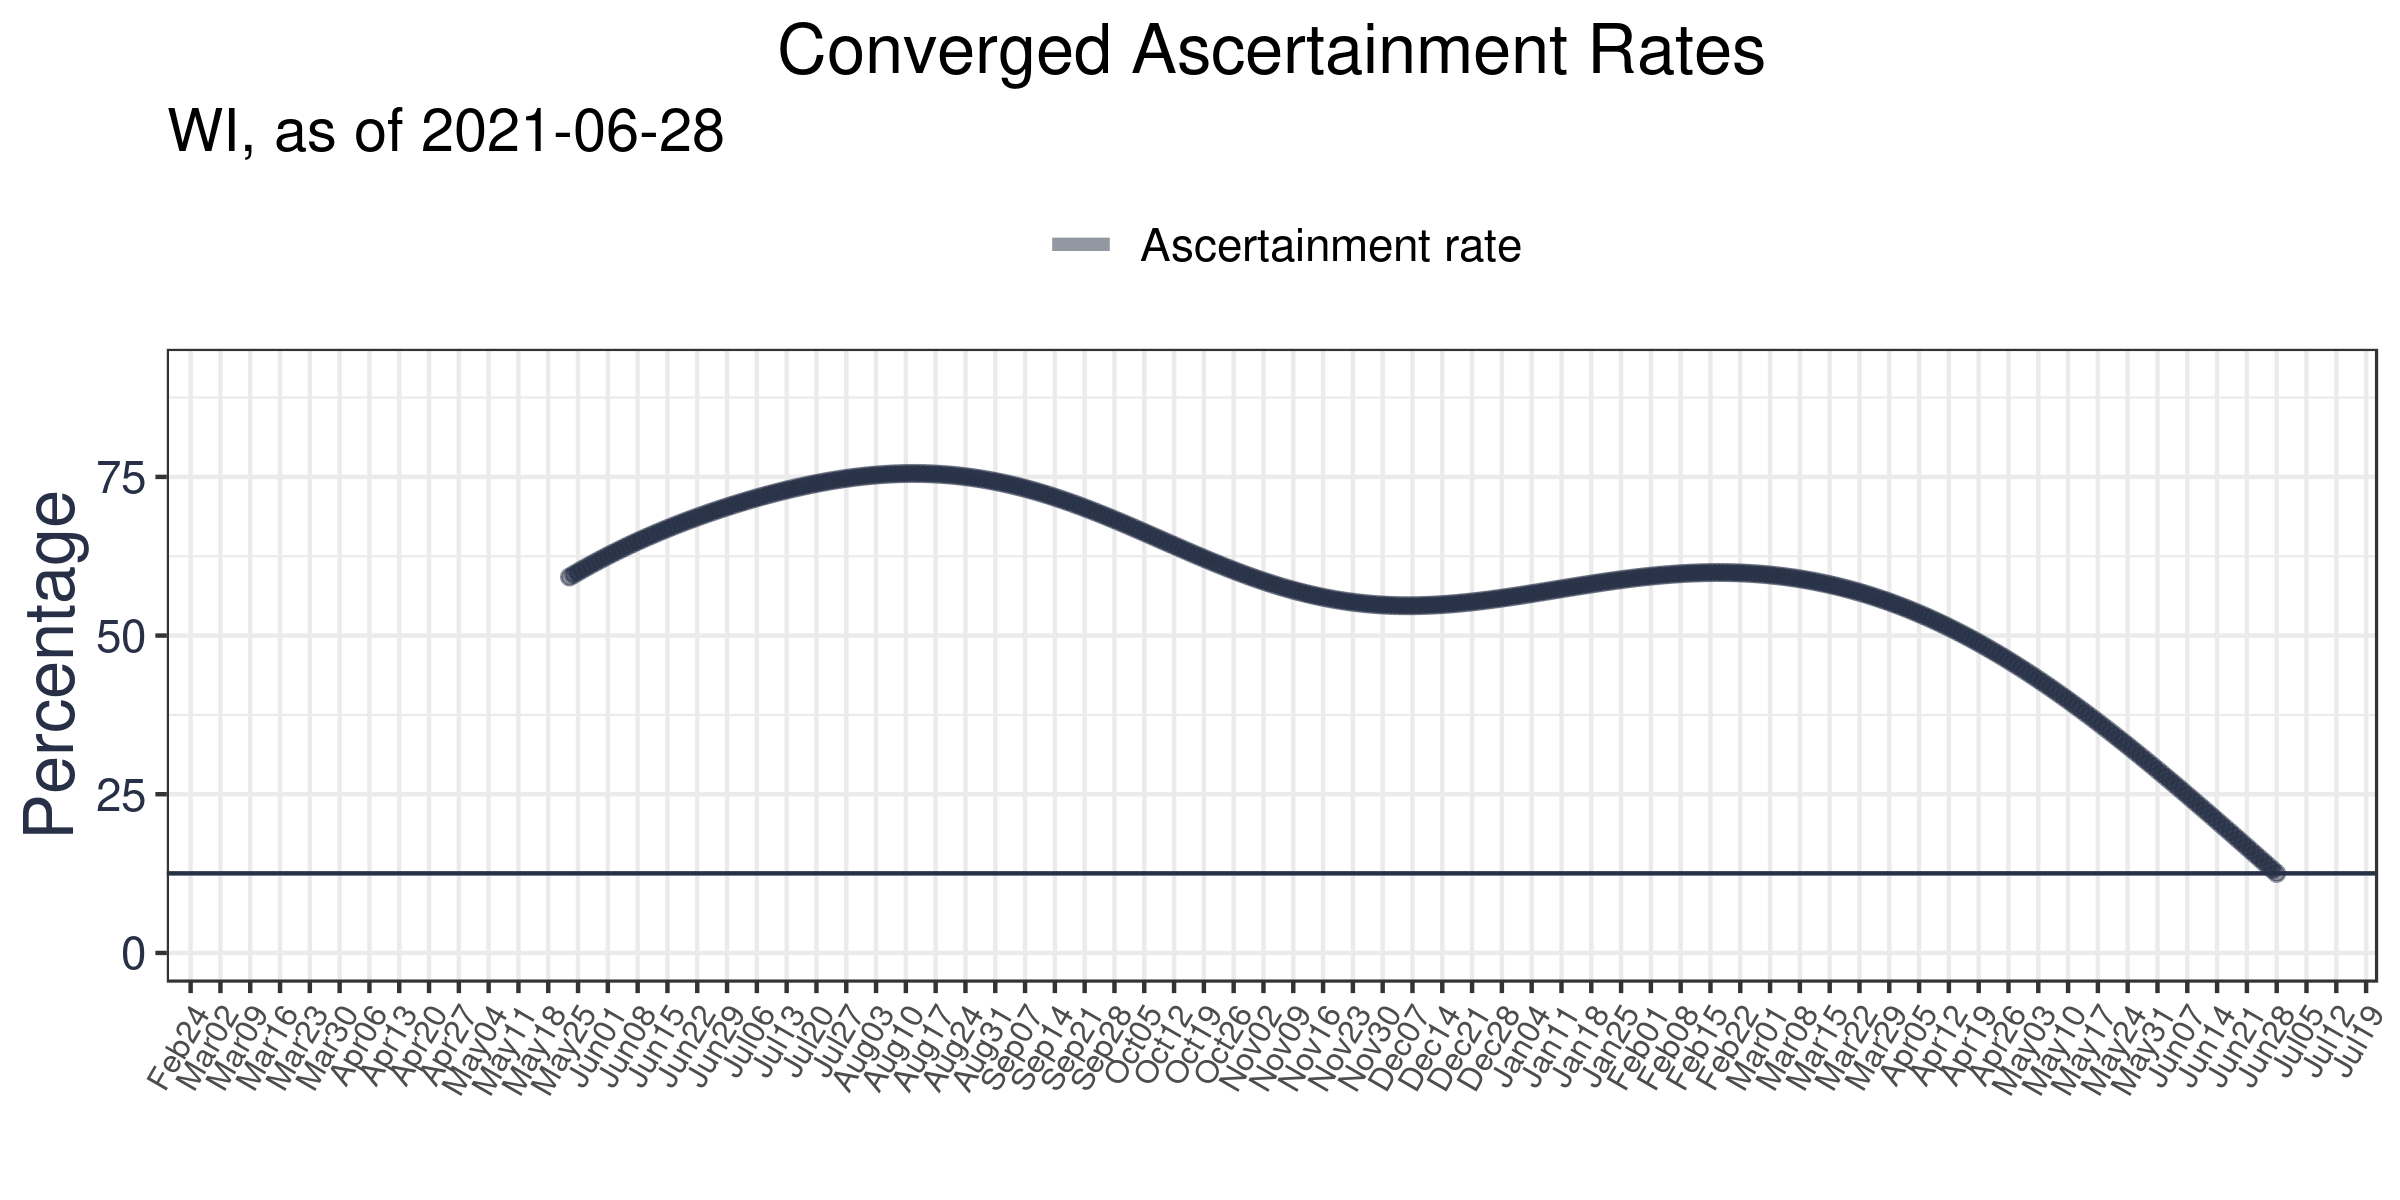 Converged Ascertainment Rates
WI, as of 2021-06-28
Ascertainment rate
Percentage
75
50
25
0
Feb24
Mar02
Mar09
Mar16
Mar23
Mar30
Apr06
Apr13
Apr20
Apr27
May04
May11
May18
May25
Jun01
Jun08
Jun15
Jun22
Jun29
Jul06
Jul13
Jul20
Jul27
Aug03
Aug10
Aug17
Aug24
Aug31
Sep07
Sep14
Sep21
Sep28
Oct05
Oct12
Oct19
Oct26
Nov02
Nov09
Nov16
Nov23
Nov30
Dec07
Dec14
Dec21
Dec28
Jan04
Jan11
Jan18
Jan25
Feb01
Feb08
Feb15
Feb22
Mar01
Mar08
Mar15
Mar22
Mar29
Apr05
Apr12
Apr19
Apr26
May03
May10
May17
May24
May31
Jun07
Jun14
Jun21
Jun28
Jul05
Jul12
Jul19